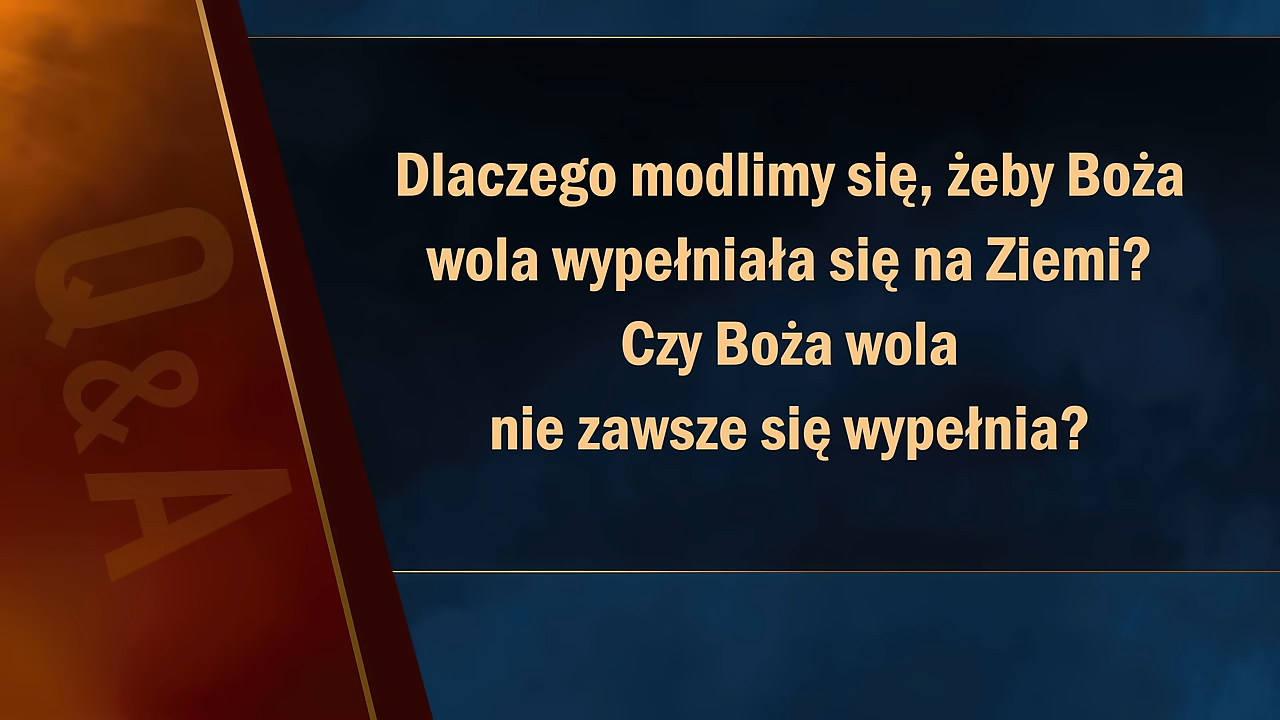 Q&A
Dlaczego modlimy się, żeby Boża
wola wypełniała się na Ziemi?
Czy Boża wola
nie zawsze się wypełnia?